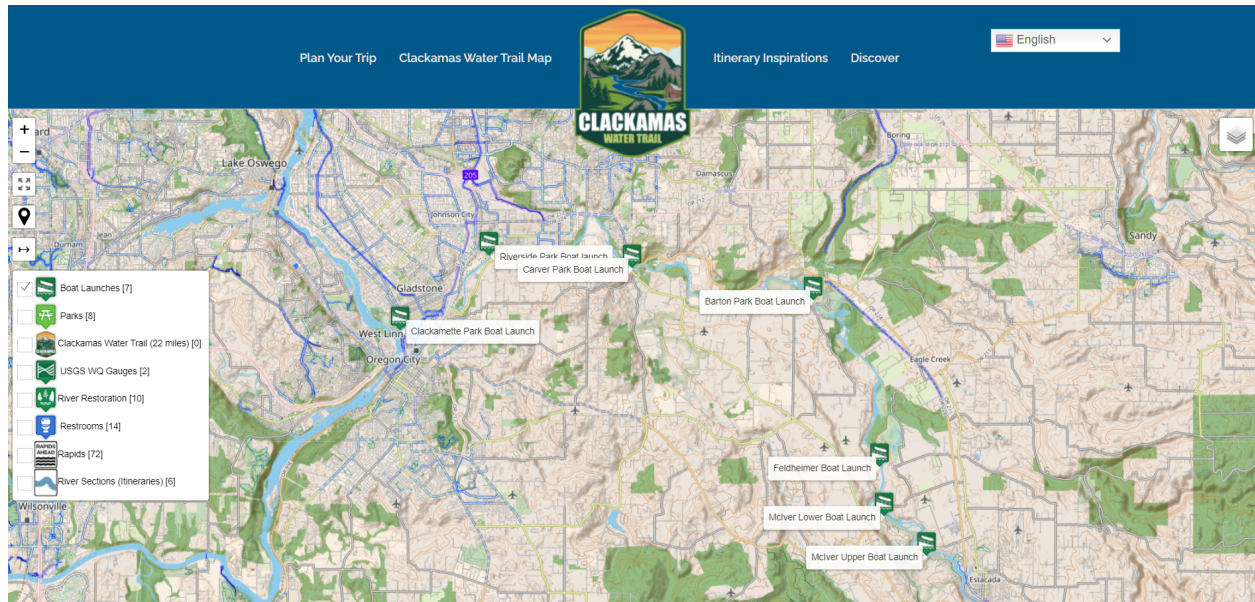 Plan Your Trip
Clackamas Water Trail Map
CLACKAMAS
WATER TRAIL
Itinerary Inspirations
Discover
English
+
−
Lake Oswego
205
Johnson City
Damascus
Boring
Sandy
Durham
Riverside Park Boat launch
Carver Park Boat Launch
Gladstone
Barton Park Boat Launch
West Linn
Clackamette Park Boat Launch
Oregon City
Eagle Creek
Boat Launches [7]
Parks [8]
Clackamas Water Trail (22 miles) [0]
USGS WQ Gauges [2]
River Restoration [10]
Restrooms [14]
RAPIDS
AHEAD
Rapids [72]
River Sections (Itineraries) [6]
Wilsonville
Feldheimer Boat Launch
McIver Lower Boat Launch
McIver Upper Boat Launch
Estacada